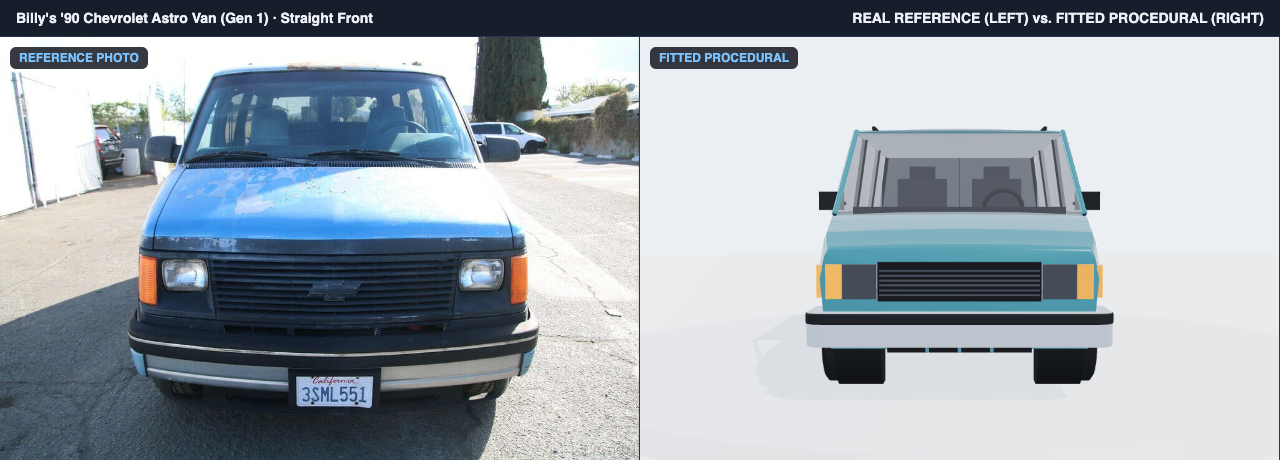 Billy's '90 Chevrolet Astro Van (Gen 1) · Straight Front
REAL REFERENCE (LEFT) vs. FITTED PROCEDURAL (RIGHT)
REFERENCE PHOTO
FITTED PROCEDURAL
California
3SML551